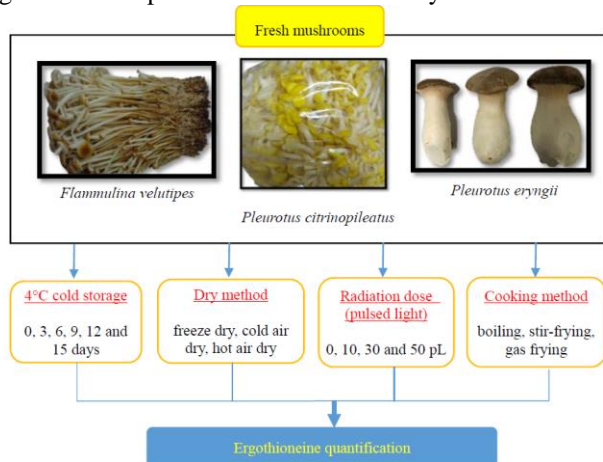 Fresh mushrooms
Flammulina velutipes
Pleurotus citrinopileatus
Pleurotus eryngii
4°C cold storage
0, 3, 6, 9, 12 and
15 days
Dry method
freeze dry, cold air
dry, hot air dry
Radiation dose
(pulsed light)
0, 10, 30 and 50 pL
Cooking method
boiling, stir-frying,
gas frying
Ergothioneine quantification